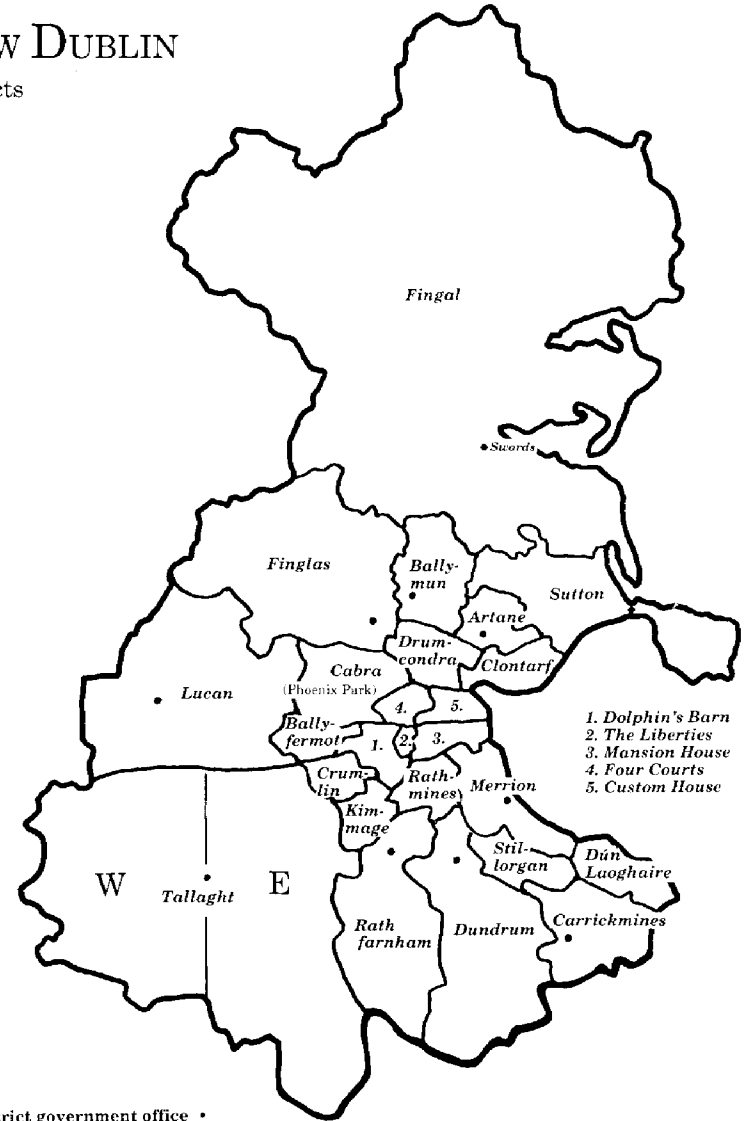 W DUBLIN
cts
Fingal
Swords
Finglas
Bally-
mun
Sutton
Artane
Drum-
condra
Clontarf
Cabra
(Phoenix Park)
Lucan
4.
5.
Bally-
fermot
1.
2.
3.
1. Dolphin's Barn
2. The Liberties
3. Mansion House
4. Four Courts
5. Custom House
Crum-
lin
Rath-
mines
Merrion
Kim-
mage
Stil-
lorgan
Dún
Laoghaire
W
Tallaght
E
Rath
farnham
Dundrum
Carrickmines
rict government office •